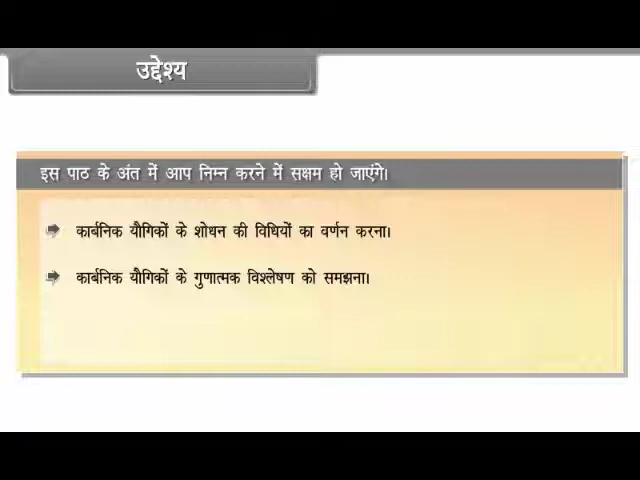 उद्देश्य
इस पाठ के अंत में आप निम्न करने में सक्षम हो जाएंगे।
कार्बनिक यौगिकों के शोधन की विधियों का वर्णन करना।
कार्बनिक यौगिकों के गुणात्मक विश्लेषण को समझना।